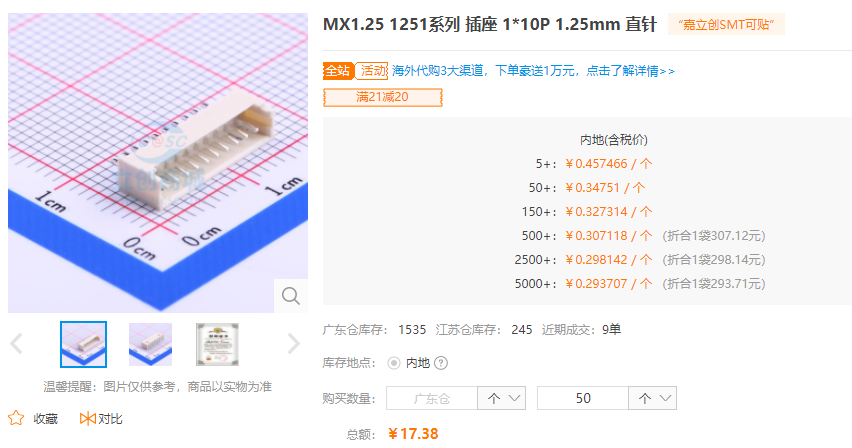 MX1.25 1251系列 插座 1*10P 1.25mm 直针 “嘉立创SMT可贴”
全站 活动 海外代购3大渠道，下单豪送1万元，点击了解详情>>
满21减20
内地(含税价)
5+： ￥0.457466 / 个
50+： ￥0.34751 / 个
150+： ￥0.327314 / 个
500+： ￥0.307118 / 个 (折合1袋307.12元)
2500+： ￥0.298142 / 个 (折合1袋298.14元)
5000+： ￥0.293707 / 个 (折合1袋293.71元)
广东仓库存： 1535 江苏仓库存： 245 近期成交： 9单
库存地点： 内地 ?
购买数量： 广东仓 个 50 个
总额： ￥17.38
1cm 0cm 0cm 1cm
温馨提醒：图片仅供参考，商品以实物为准
收藏 对比